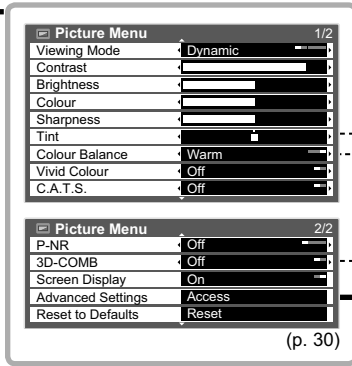 Picture Menu 1/2
Viewing Mode Dynamic
Contrast
Brightness
Colour
Sharpness
Tint
Colour Balance Warm
Vivid Colour Off
C.A.T.S. Off
Picture Menu 2/2
P-NR Off
3D-COMB Off
Screen Display On
Advanced Settings Access
Reset to Defaults Reset
(p. 30)